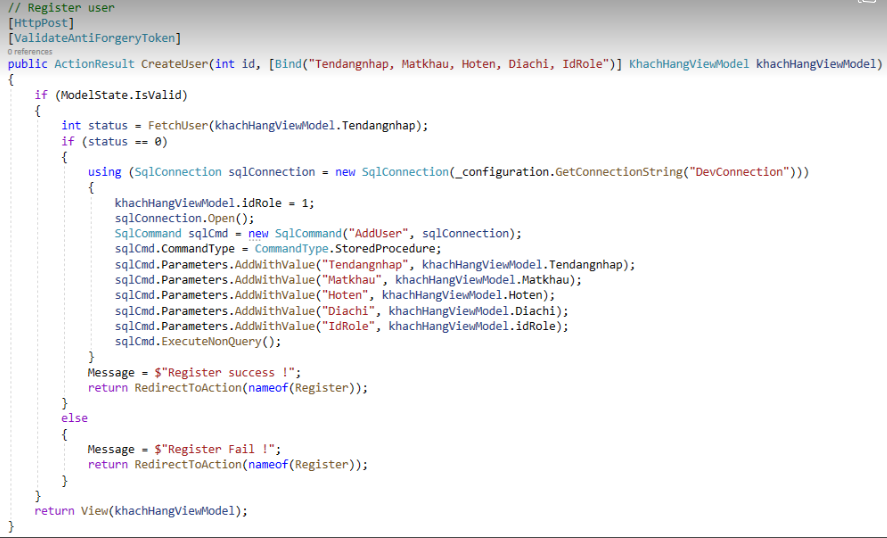 // Register user
[HttpPost]
[ValidateAntiForgeryToken]
0 references
public ActionResult CreateUser(int id, [Bind("Tendangnhap, Matkhau, Hoten, Diachi, IdRole")] KhachHangViewModel khachHangViewModel)
{
    if (ModelState.IsValid)
    {
        int status = FetchUser(khachHangViewModel.Tendangnhap);
        if (status == 0)
        {
            using (SqlConnection sqlConnection = new SqlConnection(_configuration.GetConnectionString("DevConnection")))
            {
                khachHangViewModel.idRole = 1;
                sqlConnection.Open();
                SqlCommand sqlCmd = new SqlCommand("AddUser", sqlConnection);
                sqlCmd.CommandType = CommandType.StoredProcedure;
                sqlCmd.Parameters.AddWithValue("Tendangnhap", khachHangViewModel.Tendangnhap);
                sqlCmd.Parameters.AddWithValue("Matkhau", khachHangViewModel.Matkhau);
                sqlCmd.Parameters.AddWithValue("Hoten", khachHangViewModel.Hoten);
                sqlCmd.Parameters.AddWithValue("Diachi", khachHangViewModel.Diachi);
                sqlCmd.Parameters.AddWithValue("IdRole", khachHangViewModel.idRole);
                sqlCmd.ExecuteNonQuery();
            }
            Message = $"Register success !";
            return RedirectToAction(nameof(Register));
        }
        else
        {
            Message = $"Register Fail !";
            return RedirectToAction(nameof(Register));
        }
    }
    return View(khachHangViewModel);
}